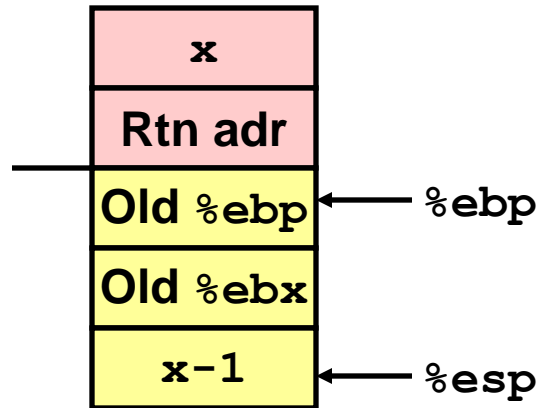 x
Rtn adr
Old %ebp %ebp
Old %ebx
x-1 %esp